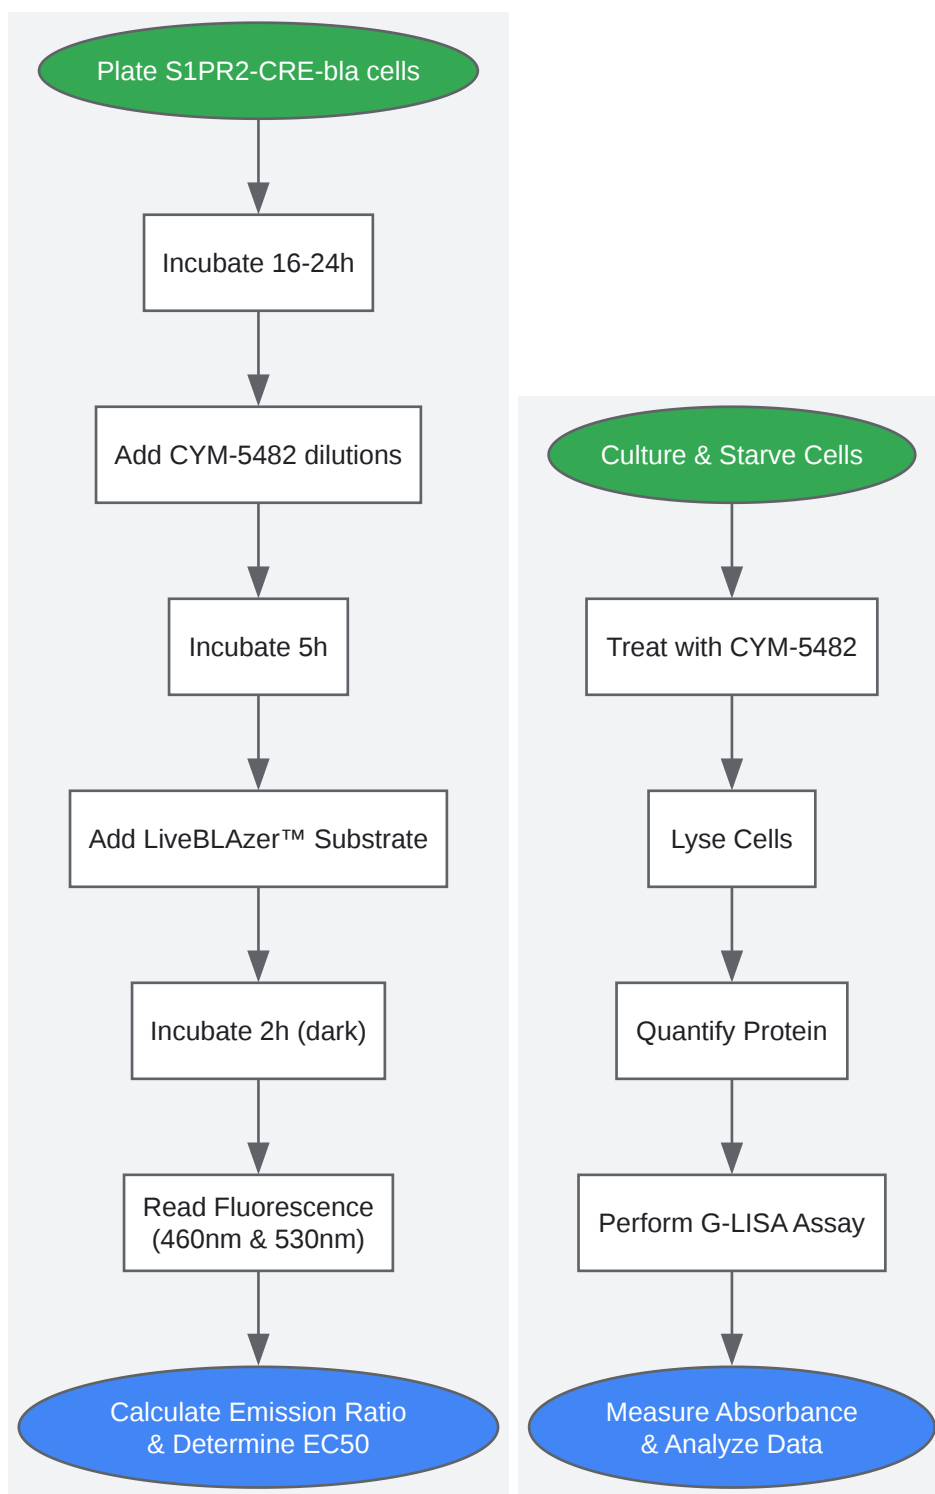 Plate S1PR2-CRE-bla cells
Incubate 16-24h
Add CYM-5482 dilutions
Incubate 5h
Add LiveBLAzer™ Substrate
Incubate 2h (dark)
Read Fluorescence
(460nm & 530nm)
Calculate Emission Ratio
& Determine EC50
Culture & Starve Cells
Treat with CYM-5482
Lyse Cells
Quantify Protein
Perform G-LISA Assay
Measure Absorbance
& Analyze Data